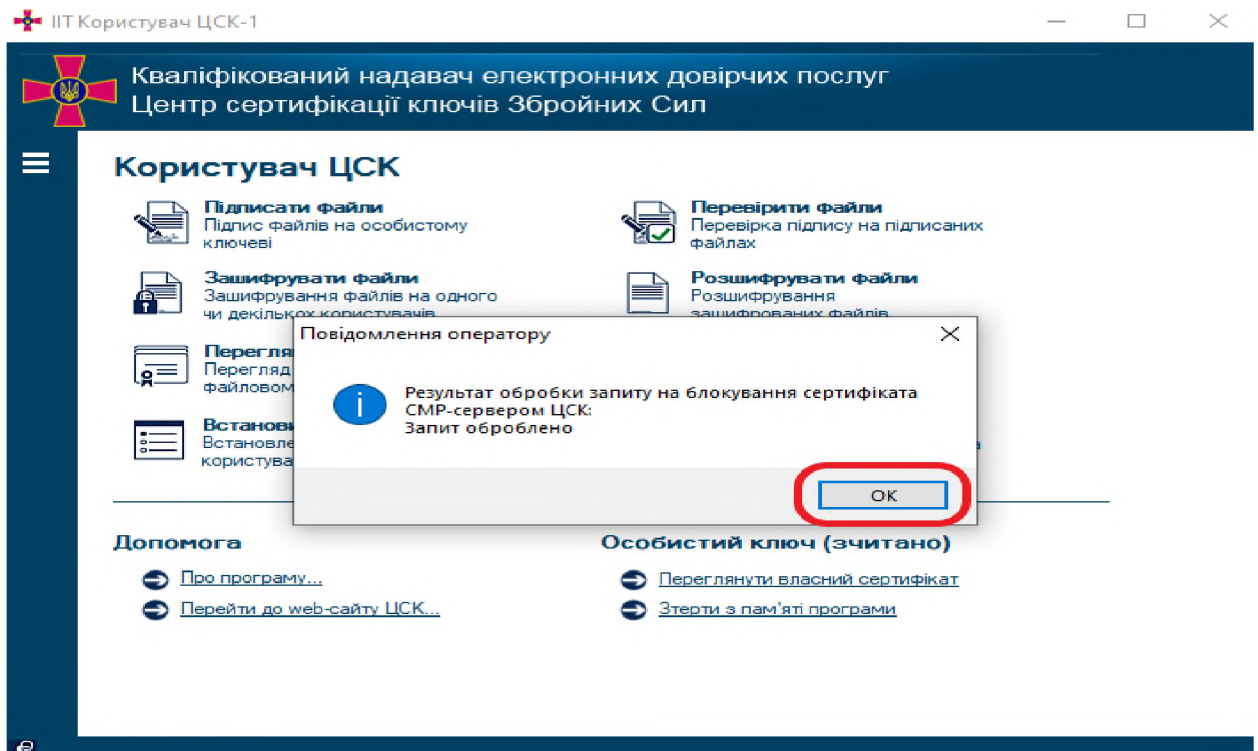 ІІТ Користувач ЦСК-1
Кваліфікований надавач електронних довірчих послуг
Центр сертифікації ключів Збройних Сил
Користувач ЦСК
Підписати файли
Підпис файлів на особистому
ключеві
Перевірити файли
Перевірка підпису на підписаних
файлах
Зашифрувати файли
Зашифрування файлів на одного
чи декількох користувачів
Розшифрувати файли
Розшифрування
зашифрованих файлів
Повідомлення оператору
Перегляд
файловом
Встановле
користува
Результат обробки запиту на блокування сертифіката
CMP-сервером ЦСК:
Запит оброблено
OK
Допомога
Про програму...
Перейти до web-сайту ЦСК...
Особистий ключ (зчитано)
Переглянути власний сертифікат
Зтерти з пам'яті програми